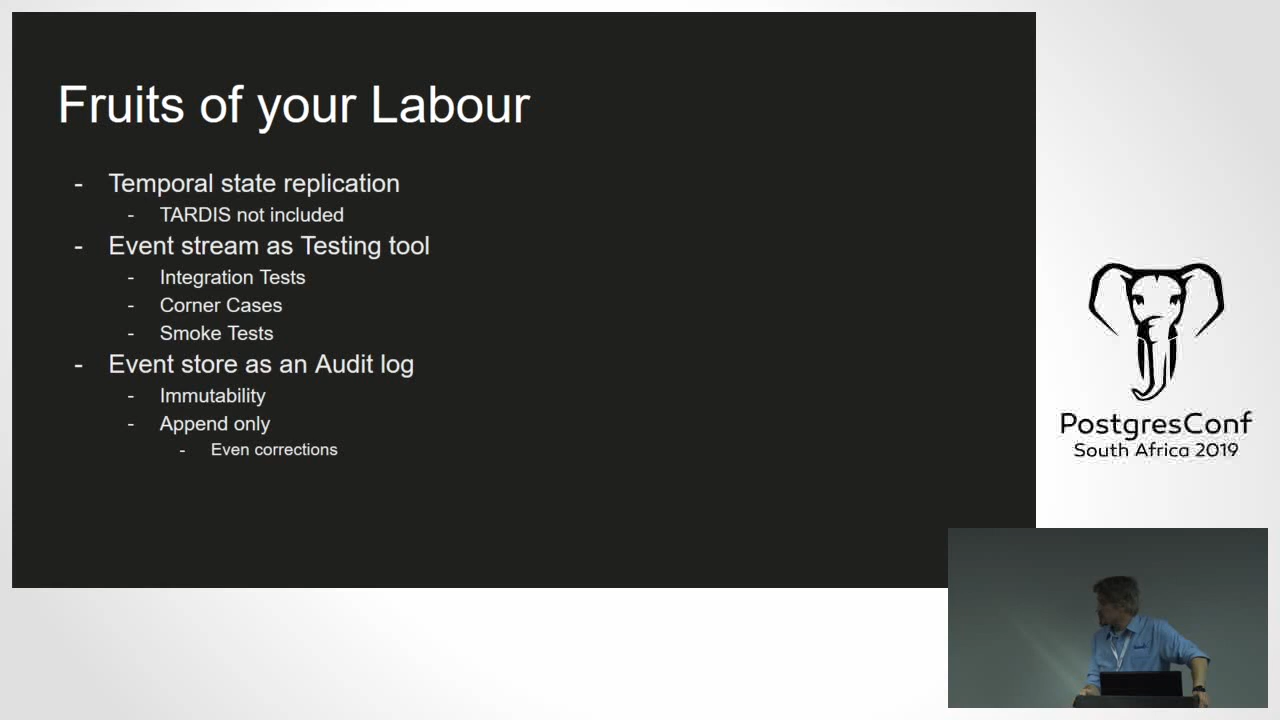 Fruits of your Labour
- Temporal state replication
- TARDIS not included
- Event stream as Testing tool
- Integration Tests
- Corner Cases
- Smoke Tests
- Event store as an Audit log
- Immutability
- Append only
- Even corrections
PostgresConf
South Africa 2019